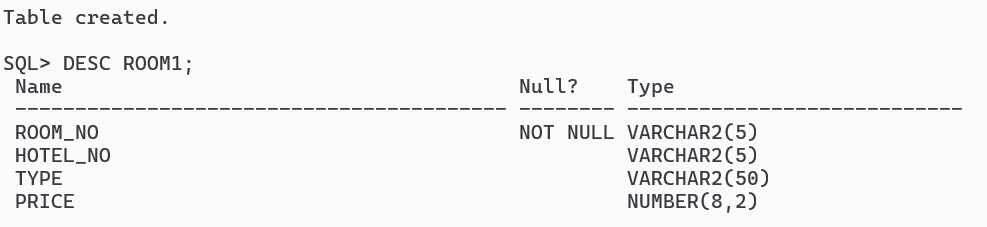 Table created.
SQL> DESC ROOM1;
Name Null? Type
----------------------------------------- -------- ----------------------------
ROOM_NO NOT NULL VARCHAR2(5)
HOTEL_NO VARCHAR2(5)
TYPE VARCHAR2(50)
PRICE NUMBER(8,2)